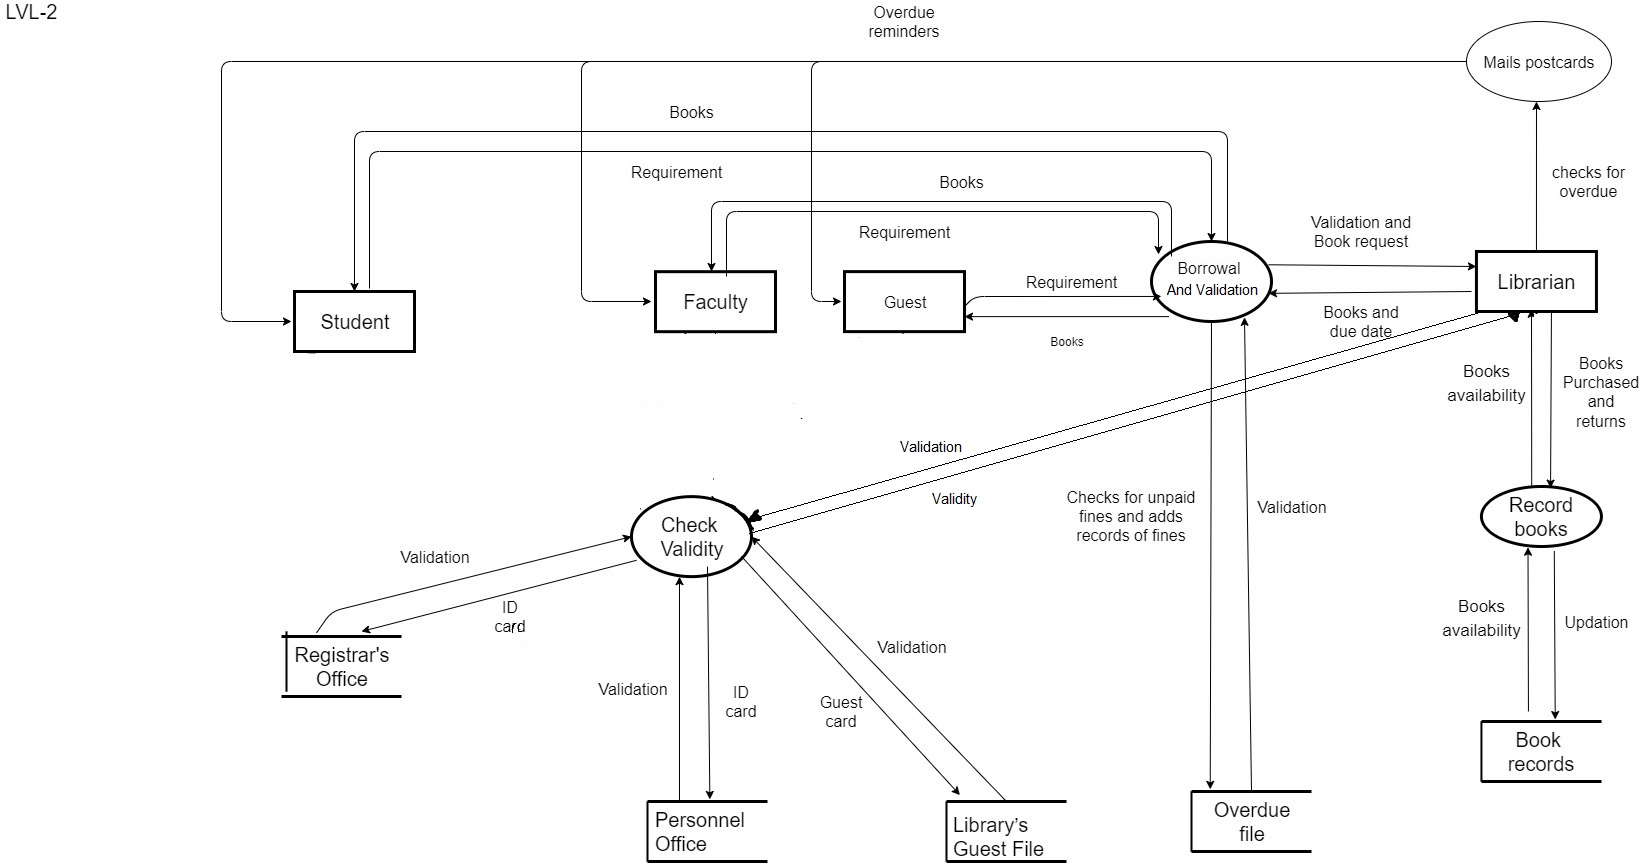 LVL-2
Overdue
reminders
Mails postcards
Books
Requirement
Books
checks for
overdue
Requirement
Validation and
Book request
Borrowal
And Validation
Requirement
Librarian
Student
Faculty
Guest
Books
Books and
due date
Books
availability
Books
Purchased
and
returns
Validation
Validity
Checks for unpaid
fines and adds
records of fines
Validation
Record
books
Check
Validity
Validation
ID
card
Registrar's
Office
Validation
ID
card
Validation
Guest
card
Books
availability
Updation
Book
records
Personnel
Office
Library’s
Guest File
Overdue
file